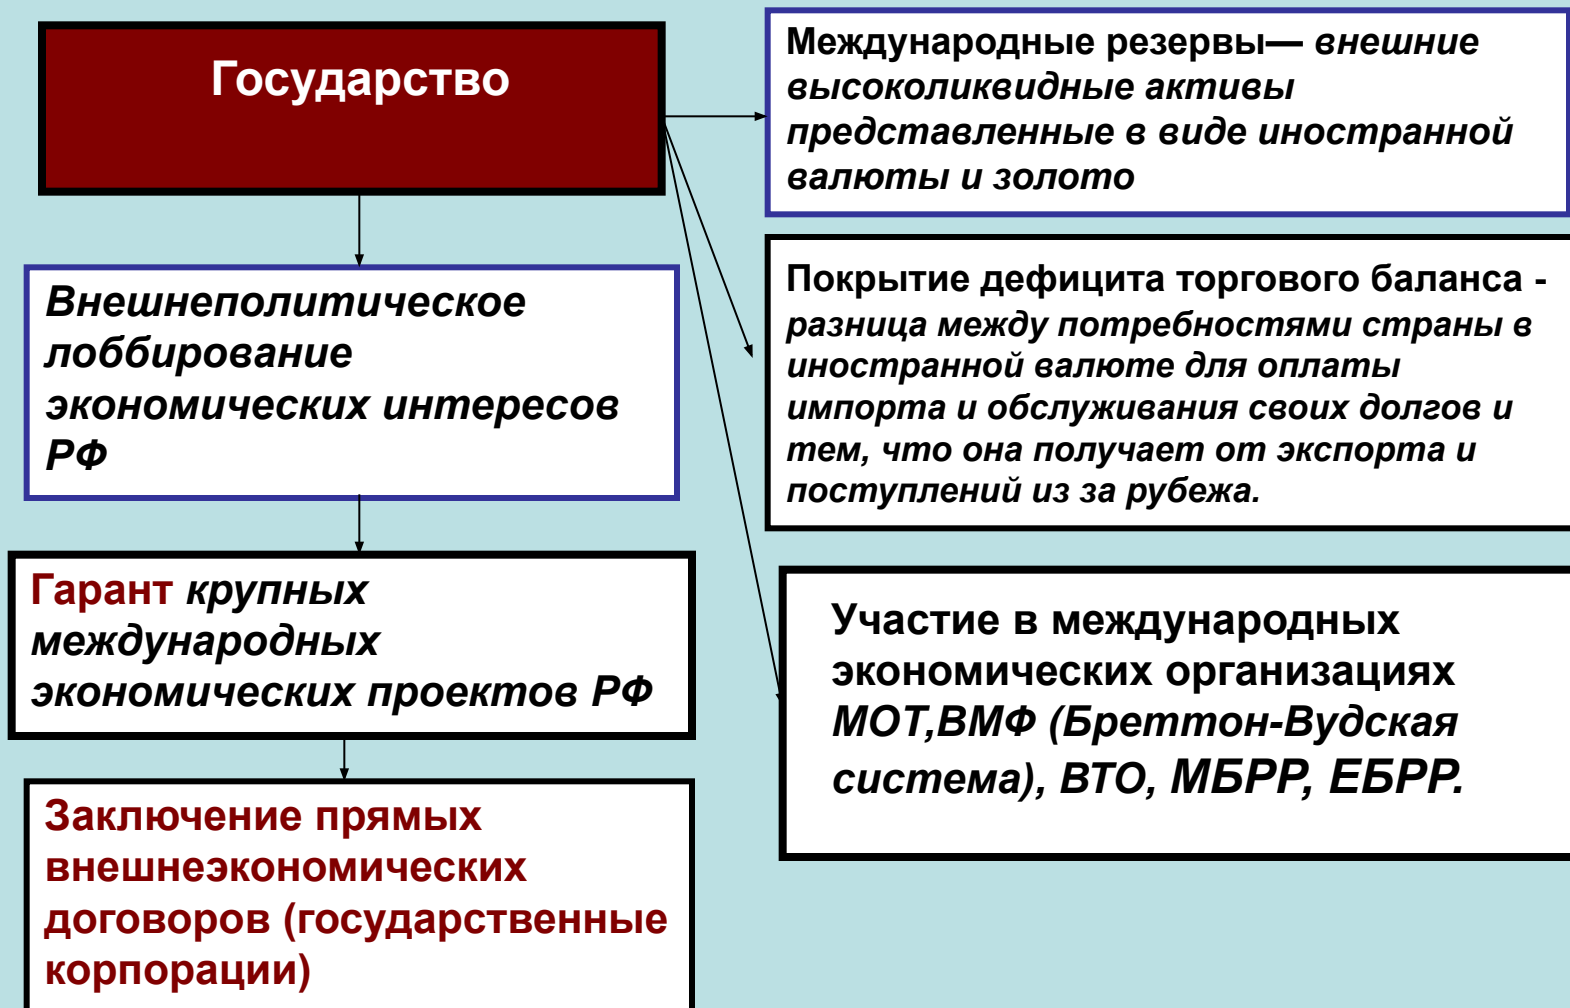 Государство
Международные резервы— внешние
высоколиквидные активы
представленные в виде иностранной
валюты и золото
Покрытие дефицита торгового баланса -
разница между потребностями страны в
иностранной валюте для оплаты
импорта и обслуживания своих долгов и
тем, что она получает от экспорта и
поступлений из за рубежа.
Участие в международных
экономических организациях
МОТ,ВМФ (Бреттон-Вудская
система), ВТО, МБРР, ЕБРР.
Внешнеполитическое
лоббирование
экономических интересов
РФ
Гарант крупных
международных
экономических проектов РФ
Заключение прямых
внешнеэкономических
договоров (государственные
корпорации)